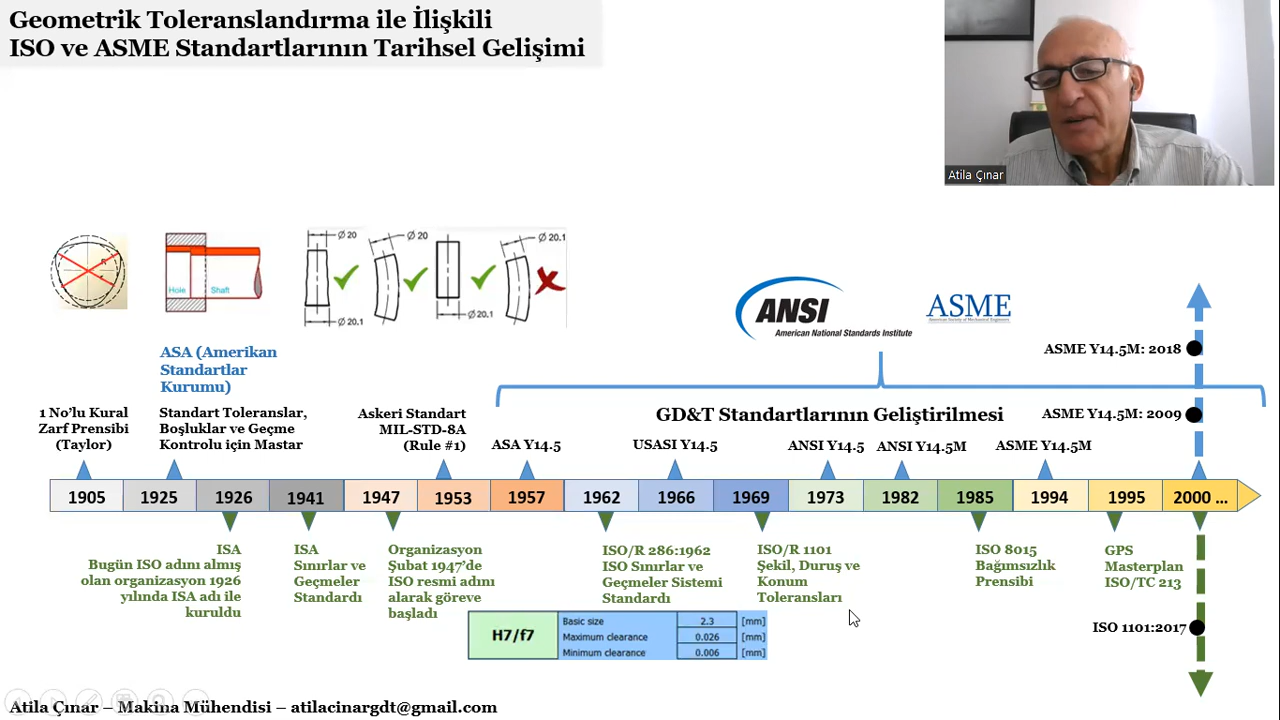 Geometrik Toleranslandırma ile İlişkili
ISO ve ASME Standartlarının Tarihsel Gelişimi
Atila Çınar
Hole
Shaft
Ø 20
Ø 20.1
Ø 20
Ø 20.1
Ø 20.1
ANSI
American National Standards Institute
ASME
American Society of Mechanical Engineers
ASME Y14.5M: 2018
ASA (Amerikan
Standartlar
Kurumu)
1 No’lu Kural
Zarf Prensibi
(Taylor)
Standart Toleranslar,
Boşluklar ve Geçme
Kontrolu için Mastar
Askeri Standart
MIL-STD-8A
(Rule #1)
GD&T Standartlarının Geliştirilmesi
ASME Y14.5M: 2009
ASA Y14.5
USASI Y14.5
ANSI Y14.5
ANSI Y14.5M
ASME Y14.5M
1905 1925 1926 1941 1947 1953 1957 1962 1966 1969 1973 1982 1985 1994 1995 2000 ...
ISA
Bugün ISO adını almış
olan organizasyon 1926
yılında ISA adı ile
kuruldu
ISA
Sınırlar ve
Geçmeler
Standardı
Organizasyon
Şubat 1947’de
ISO resmi adını
alarak göreve
başladı
ISO/R 286:1962
ISO Sınırlar ve
Geçmeler Sistemi
Standardı
ISO/R 1101
Şekil, Duruş ve
Konum
Toleransları
ISO 8015
Bağımsızlık
Prensibi
GPS
Masterplan
ISO/TC 213
ISO 1101:2017
H7/f7
Basic size 2.3 [mm]
Maximum clearance 0.026 [mm]
Minimum clearance 0.006 [mm]
Atila Çınar – Makina Mühendisi – atilacinargdt@gmail.com